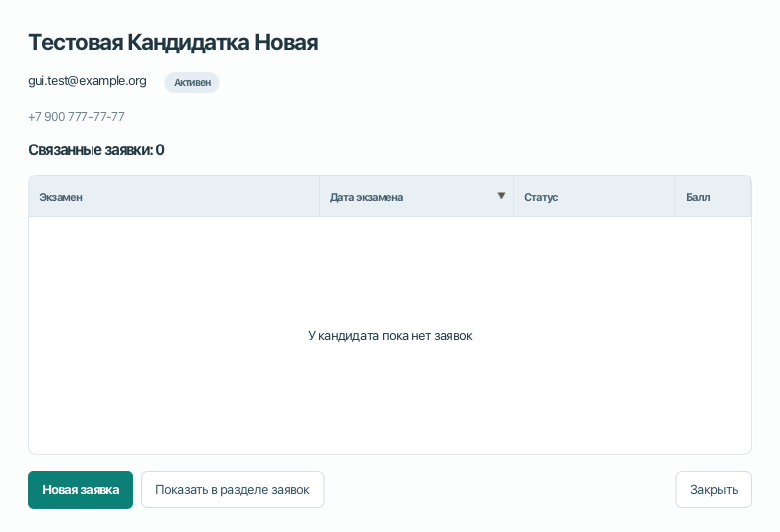 Тестовая Кандидатка Новая
gui.test@example.org Активен
+7 900 777-77-77
Связанные заявки: 0
Экзамен Дата экзамена ▼ Статус Балл
У кандидата пока нет заявок
Новая заявка Показать в разделе заявок Закрыть